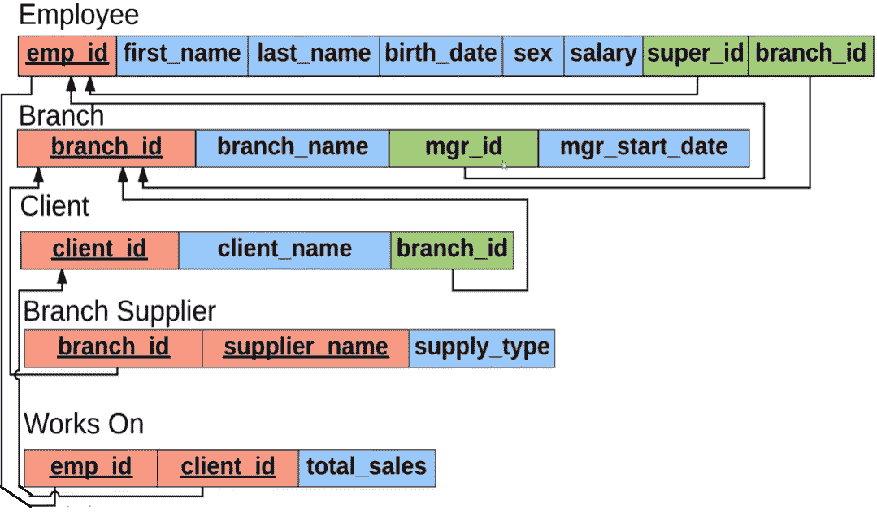 Employee
emp_id first_name last_name birth_date sex salary super_id branch_id
Branch
branch_id branch_name mgr_id mgr_start_date
Client
client_id client_name branch_id
Branch Supplier
branch_id supplier_name supply_type
Works On
emp_id client_id total_sales